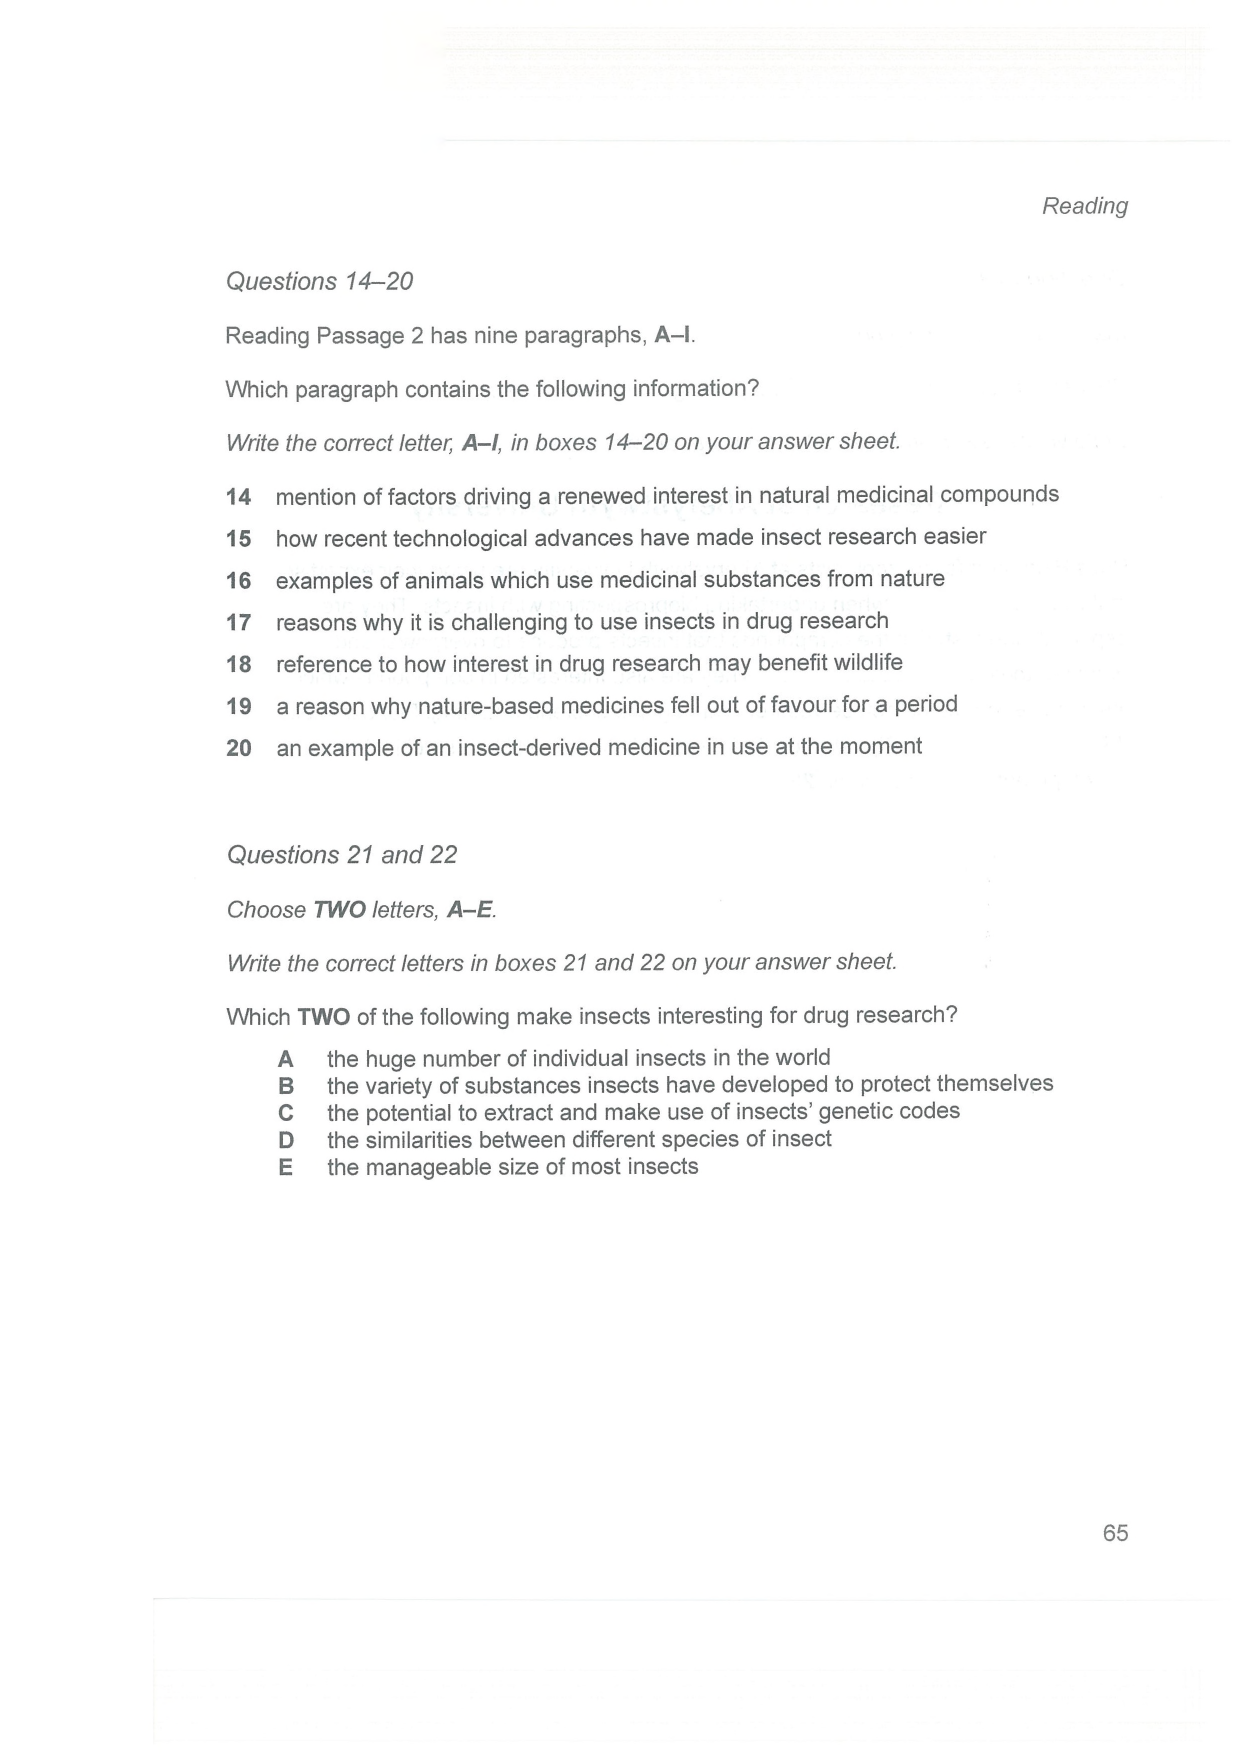 Reading
Questions 14–20
Reading Passage 2 has nine paragraphs, A–I.
Which paragraph contains the following information?
Write the correct letter, A–I, in boxes 14–20 on your answer sheet.
14 mention of factors driving a renewed interest in natural medicinal compounds
15 how recent technological advances have made insect research easier
16 examples of animals which use medicinal substances from nature
17 reasons why it is challenging to use insects in drug research
18 reference to how interest in drug research may benefit wildlife
19 a reason why nature-based medicines fell out of favour for a period
20 an example of an insect-derived medicine in use at the moment
Questions 21 and 22
Choose TWO letters, A–E.
Write the correct letters in boxes 21 and 22 on your answer sheet.
Which TWO of the following make insects interesting for drug research?
A the huge number of individual insects in the world
B the variety of substances insects have developed to protect themselves
C the potential to extract and make use of insects' genetic codes
D the similarities between different species of insect
E the manageable size of most insects
65